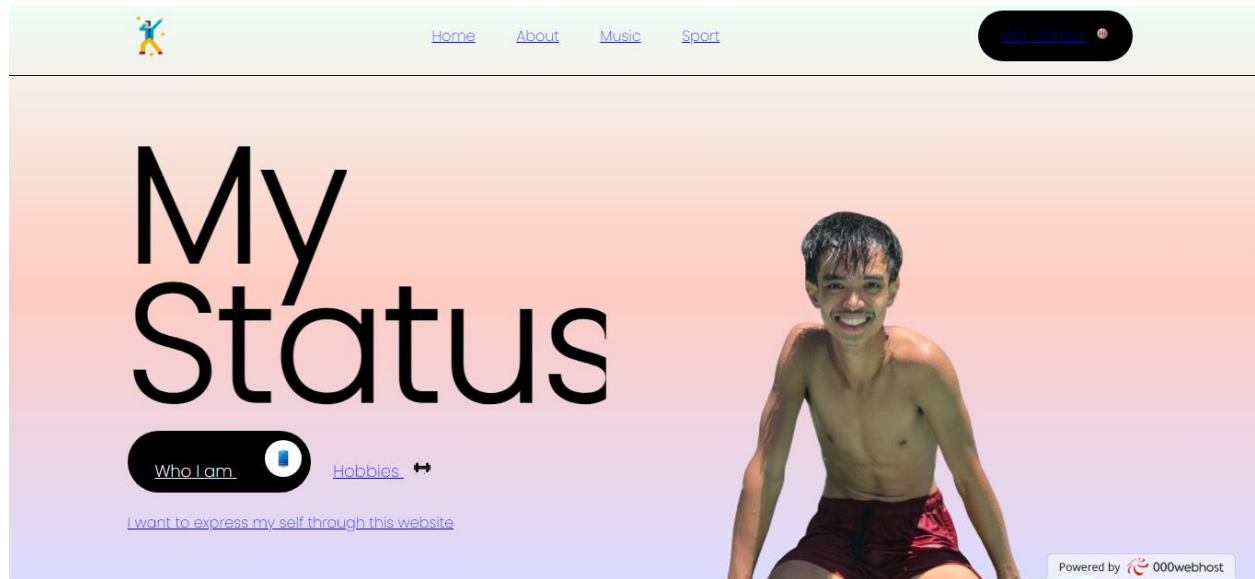 Home About Music Sport Get Started
My
Status
Who I am Hobbies
I want to express my self through this website
Powered by 000webhost